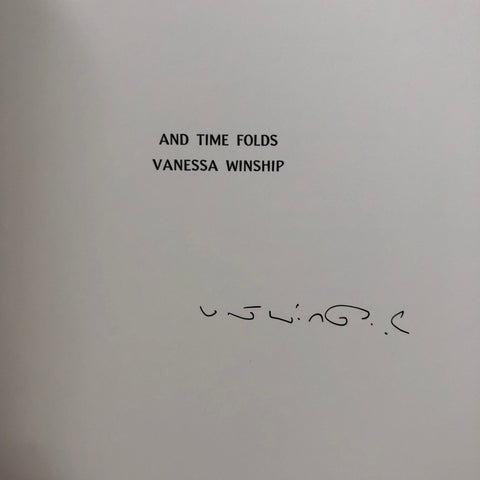 AND TIME FOLDS
VANESSA WINSHIP